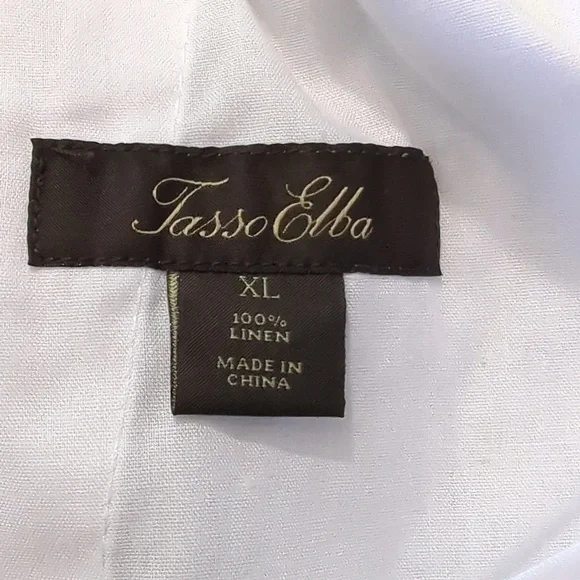 Tasso Elba
XL
100%
LINEN
MADE IN
CHINA